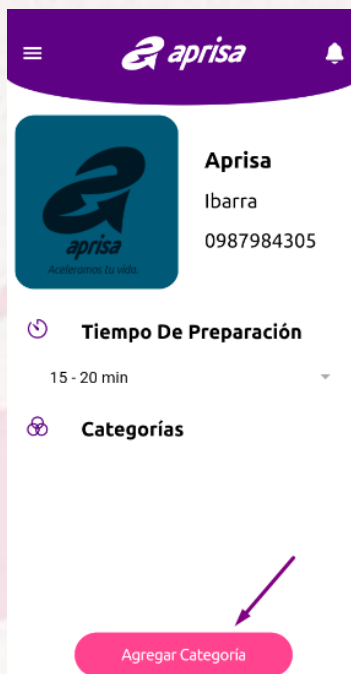 aprisa
aprisa
Aceleramos tu vida.
Aprisa
Ibarra
0987984305
Tiempo De Preparación
15 - 20 min
Categorías
Agregar Categoría